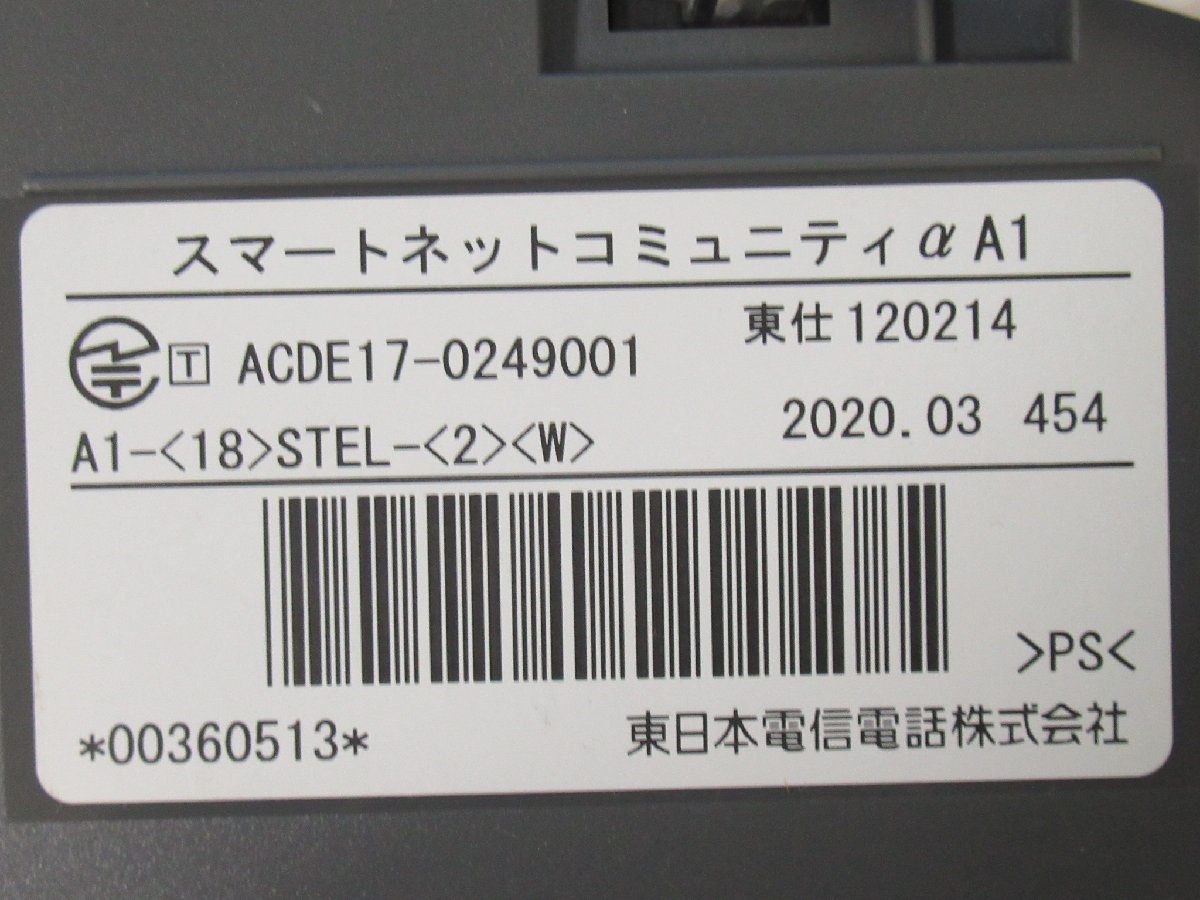 スマートネットコミュニティα A1
東仕 120214
T ACDE17-0249001
2020.03 454
A1-<18>STEL-<2><W>
>PS<
*00360513*
東日本電信電話株式会社